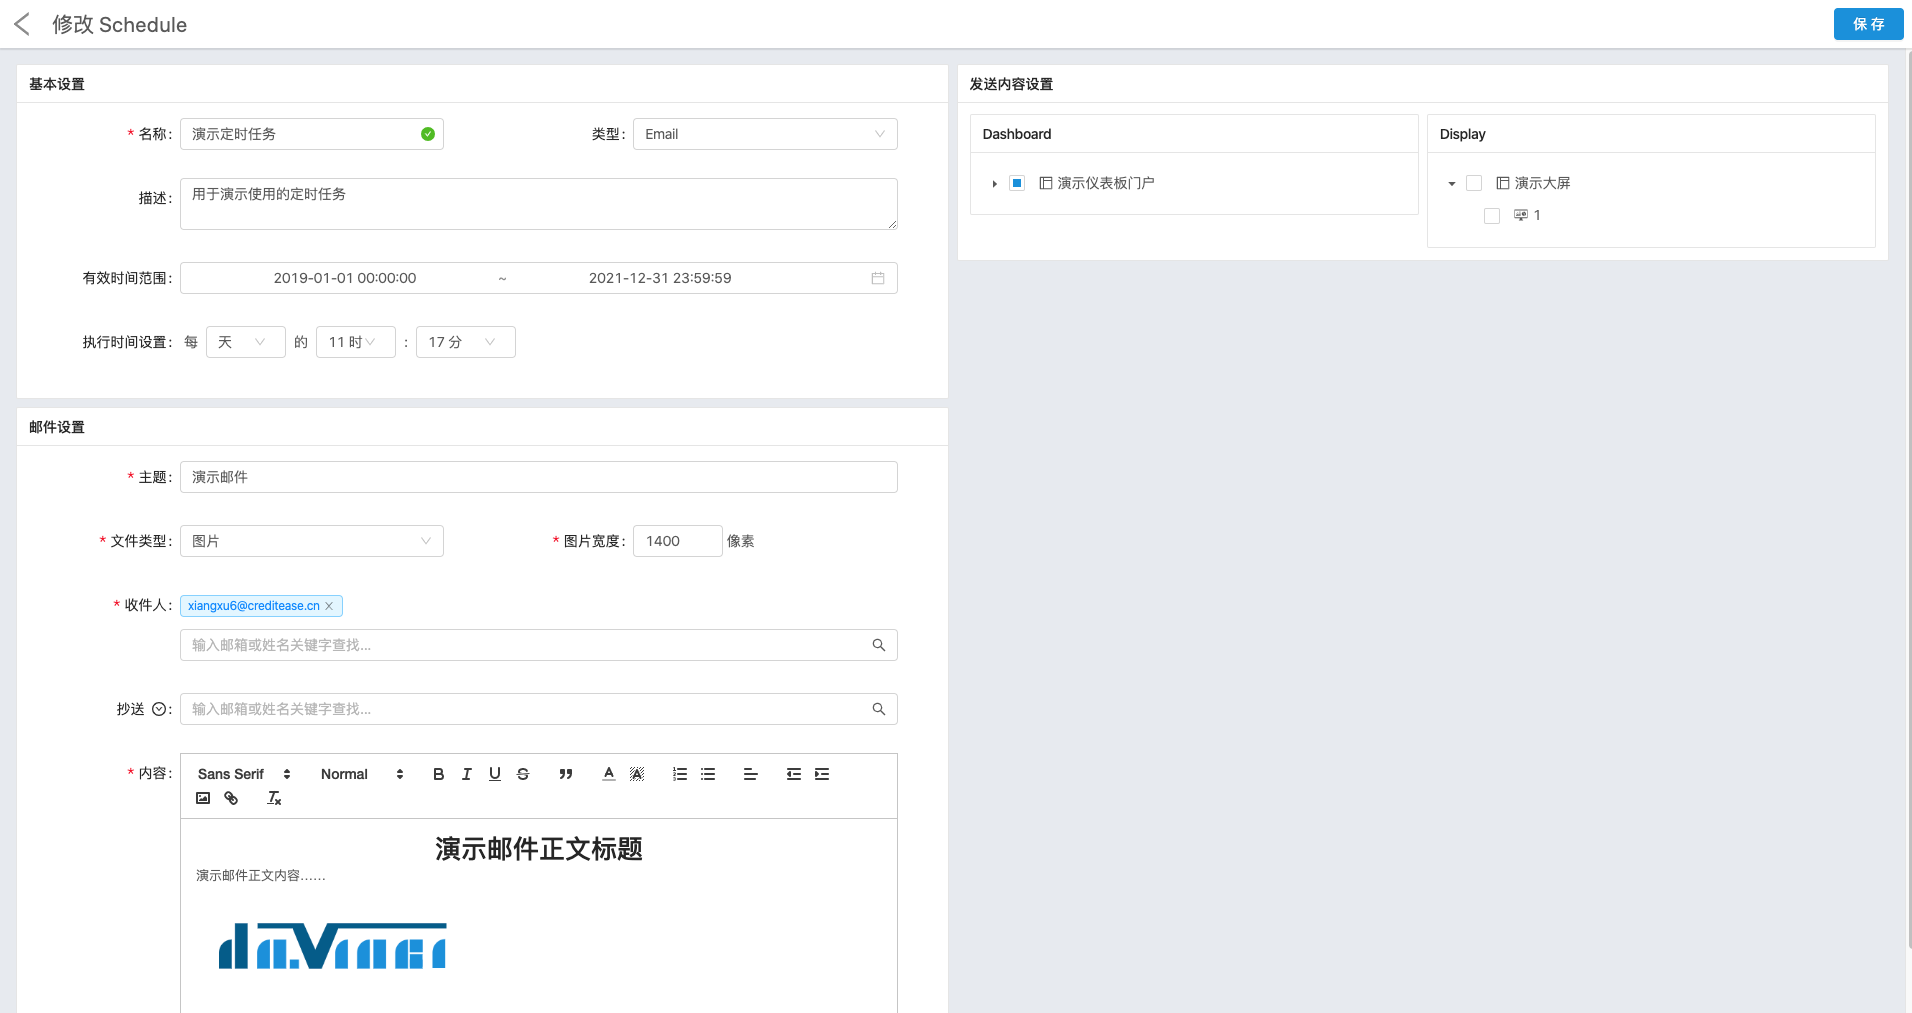 修改 Schedule
保 存
基本设置
* 名称： 演示定时任务
类型： Email
描述： 用于演示使用的定时任务
有效时间范围： 2019-01-01 00:00:00 ~ 2021-12-31 23:59:59
执行时间设置： 每 天 的 11 时 : 17 分
邮件设置
* 主题： 演示邮件
* 文件类型： 图片
* 图片宽度： 1400 像素
* 收件人： xiangxu6@creditease.cn
输入邮箱或姓名关键字查找...
抄送 ： 输入邮箱或姓名关键字查找...
* 内容： Sans Serif Normal
演示邮件正文标题
演示邮件正文内容……
daVinci
发送内容设置
Dashboard
演示仪表板门户
Display
演示大屏
1